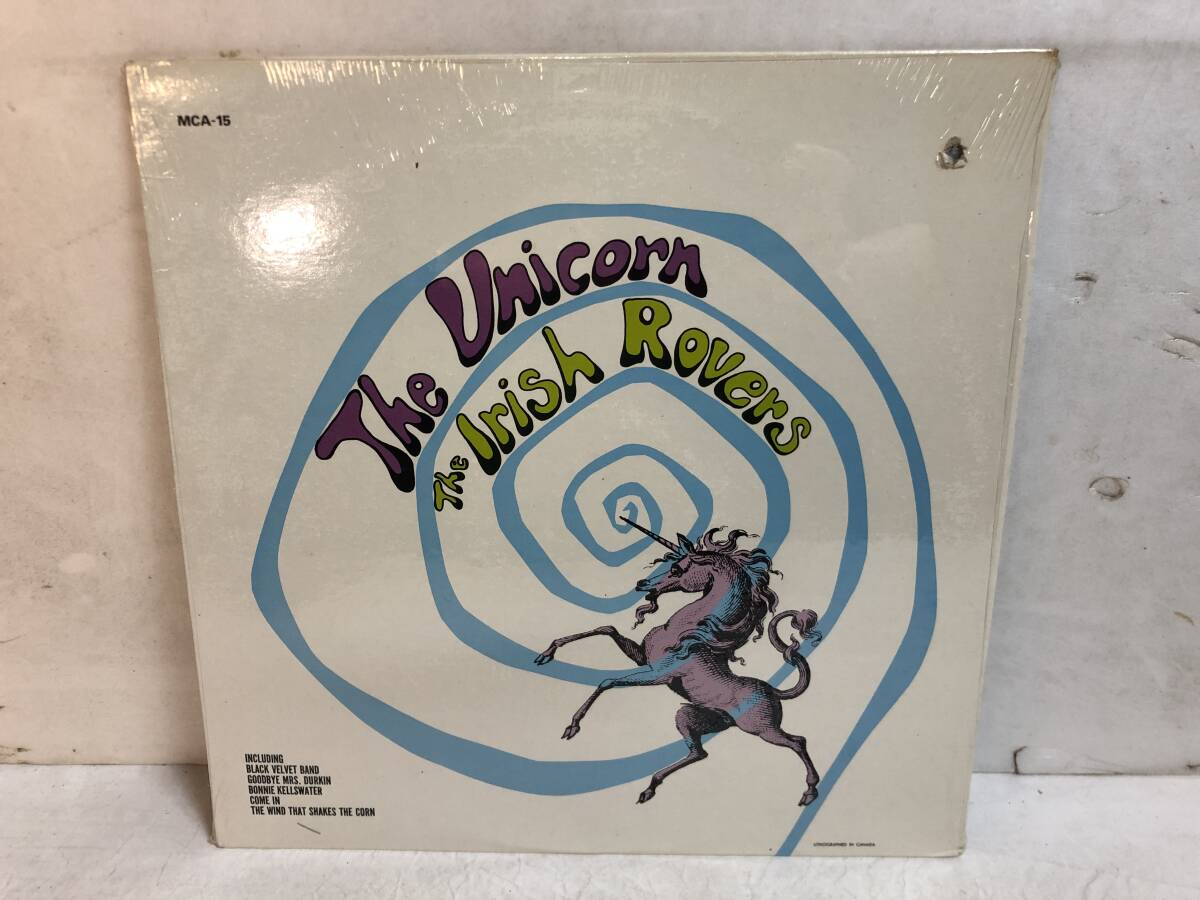 MCA-15
The Unicorn
The Irish Rovers
INCLUDING
BLACK VELVET BAND
GOODBYE MRS. DURKIN
BONNIE KELLSWATER
COME IN
THE WIND THAT SHAKES THE CORN
LITHOGRAPHED IN CANADA